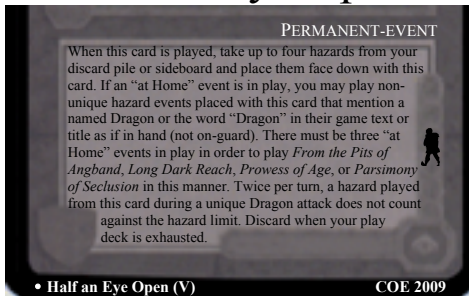 PERMANENT-EVENT
When this card is played, take up to four hazards from your
discard pile or sideboard and place them face down with this
card. If an “at Home” event is in play, you may play non-
unique hazard events placed with this card that mention a
named Dragon or the word “Dragon” in their game text or
title as if in hand (not on-guard). There must be three “at
Home” events in play in order to play From the Pits of
Angband, Long Dark Reach, Prowess of Age, or Parsimony
of Seclusion in this manner. Twice per turn, a hazard played
from this card during a unique Dragon attack does not count
against the hazard limit. Discard when your play
deck is exhausted.
• Half an Eye Open (V) COE 2009